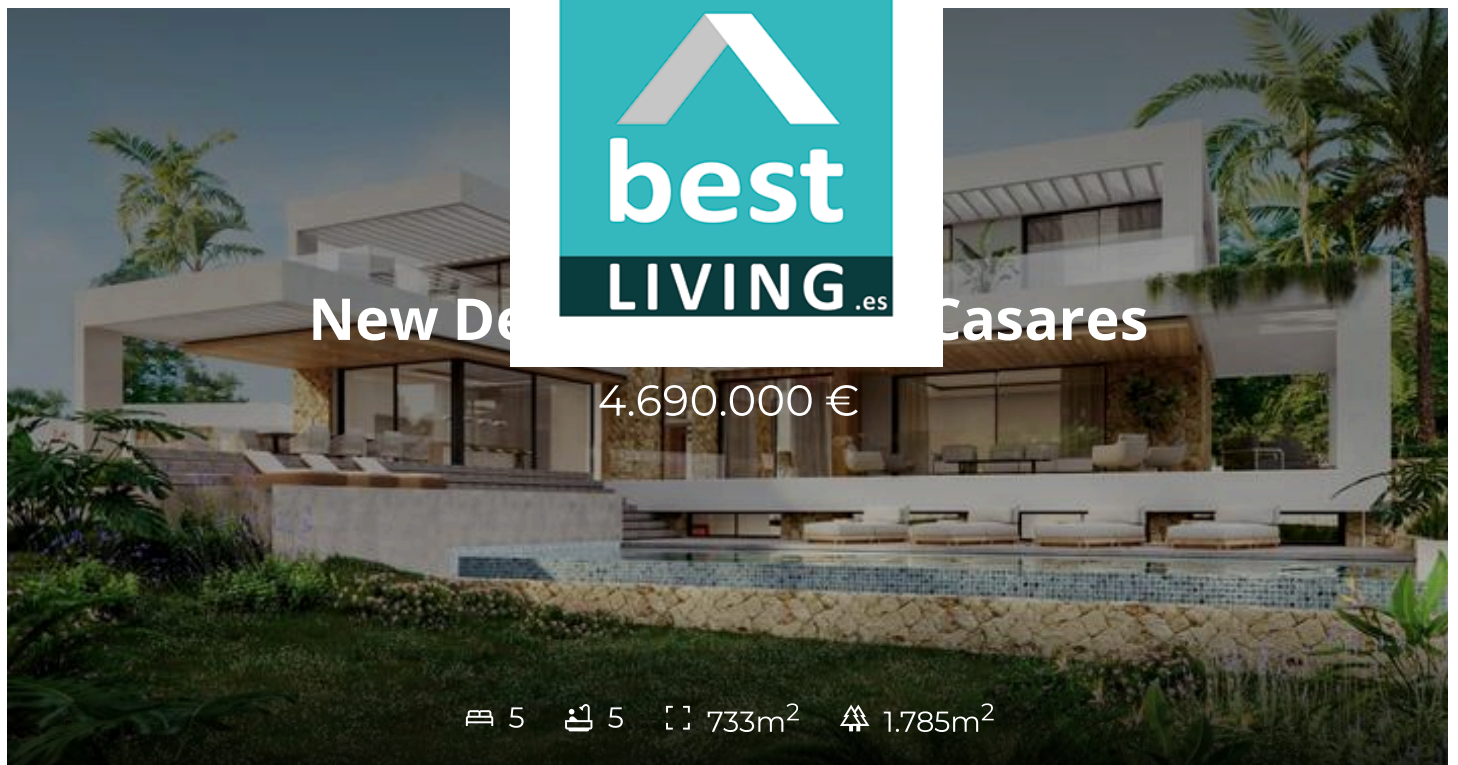 best
LIVING.es
New De Casares
4.690.000 €
5 5 733m² 1.785m²